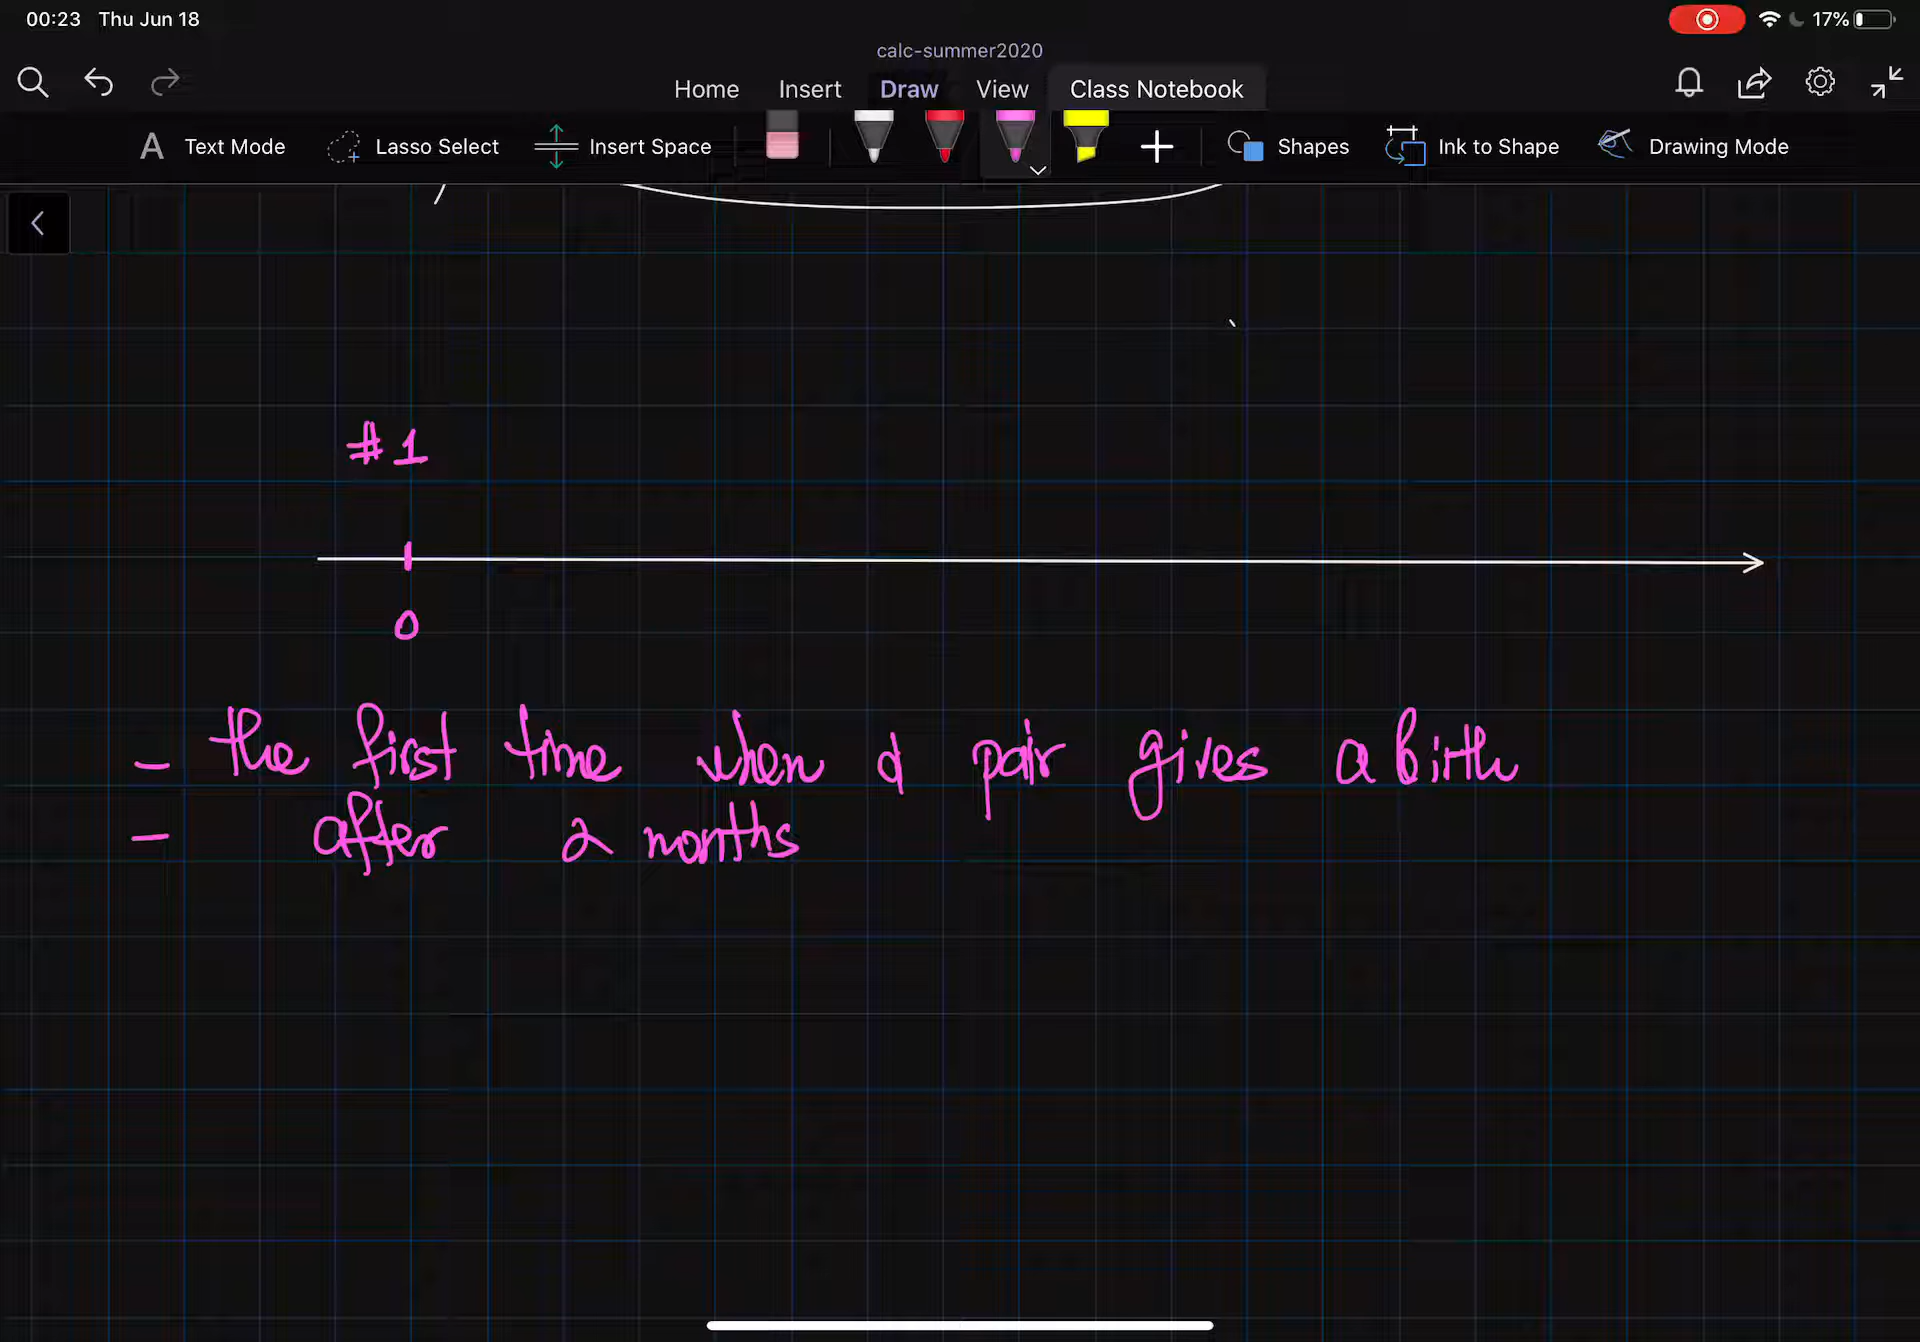 00:23 Thu Jun 18 17%
calc-summer2020
Home Insert Draw View Class Notebook
A Text Mode Lasso Select Insert Space Shapes Ink to Shape Drawing Mode
#1
0
- the first time when a pair gives a birth
- after 2 months